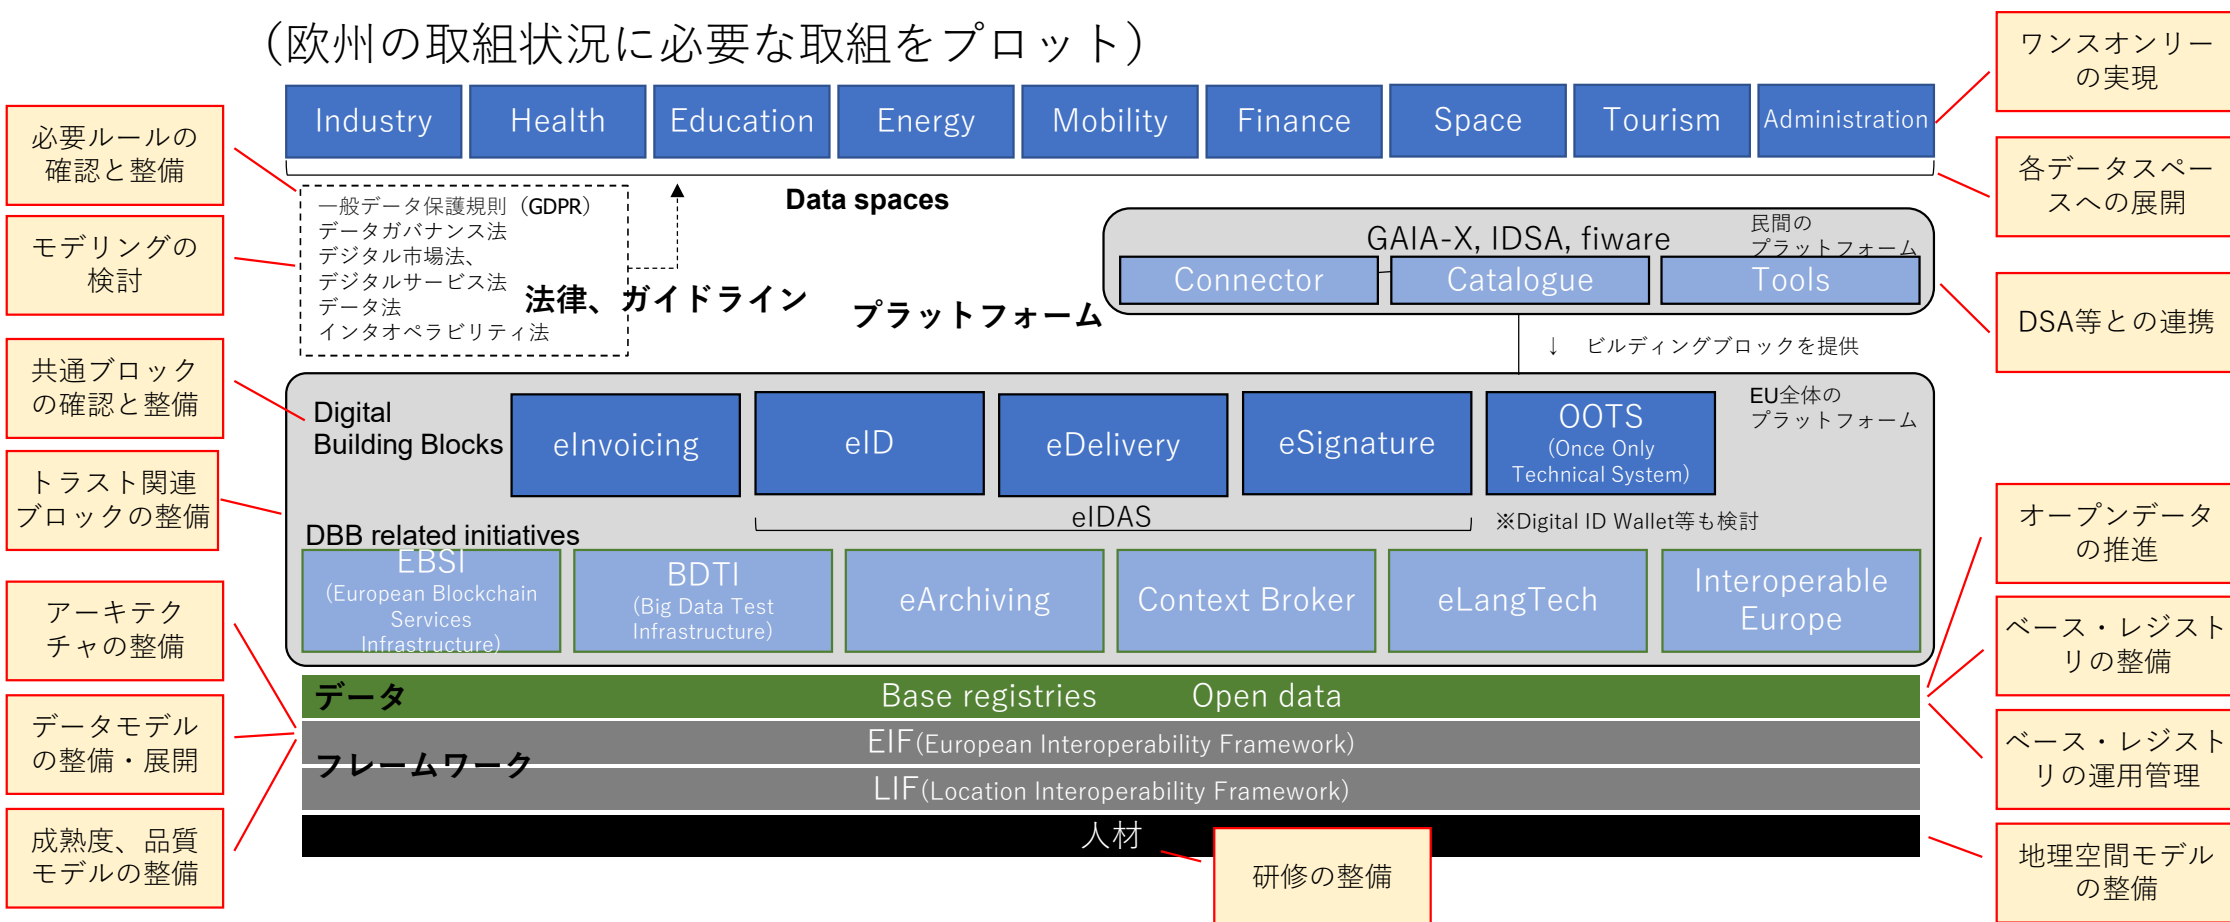 （欧州の取組状況に必要な取組をプロット）
ワンスオンリー
の実現
Industry
Health
Education
Energy
Mobility
Finance
Space
Tourism
Administration
必要ルールの
確認と整備
各データスペー
スへの展開
Data spaces
一般データ保護規則（GDPR）
データガバナンス法
デジタル市場法、
デジタルサービス法
データ法
インタオペラビリティ法
法律、ガイドライン
プラットフォーム
モデリングの
検討
GAIA-X, IDSA, fiware
民間の
プラットフォーム
Connector
Catalogue
Tools
DSA等との連携
↓　ビルディングブロックを提供
共通ブロック
の確認と整備
Digital
Building Blocks
eInvoicing
eID
eDelivery
eSignature
OOTS
(Once Only
Technical System)
EU全体の
プラットフォーム
トラスト関連
ブロックの整備
eIDAS
※Digital ID Wallet等も検討
DBB related initiatives
EBSI
(European Blockchain
Services
Infrastructure)
BDTI
(Big Data Test
Infrastructure)
eArchiving
Context Broker
eLangTech
Interoperable
Europe
オープンデータ
の推進
アーキテク
チャの整備
ベース・レジスト
リの整備
データ
Base registries
Open data
データモデル
の整備・展開
フレームワーク
EIF(European Interoperability Framework)
LIF(Location Interoperability Framework)
ベース・レジスト
リの運用管理
成熟度、品質
モデルの整備
人材
研修の整備
地理空間モデル
の整備